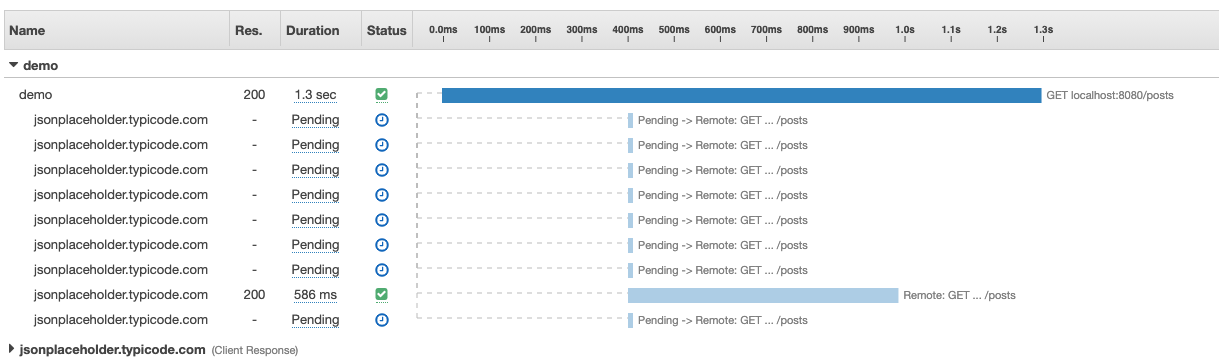 Name Res. Duration Status 0.0ms 100ms 200ms 300ms 400ms 500ms 600ms 700ms 800ms 900ms 1.0s 1.1s 1.2s 1.3s
demo
demo 200 1.3 sec GET localhost:8080/posts
jsonplaceholder.typicode.com - Pending Pending -> Remote: GET ... /posts
jsonplaceholder.typicode.com - Pending Pending -> Remote: GET ... /posts
jsonplaceholder.typicode.com - Pending Pending -> Remote: GET ... /posts
jsonplaceholder.typicode.com - Pending Pending -> Remote: GET ... /posts
jsonplaceholder.typicode.com - Pending Pending -> Remote: GET ... /posts
jsonplaceholder.typicode.com - Pending Pending -> Remote: GET ... /posts
jsonplaceholder.typicode.com - Pending Pending -> Remote: GET ... /posts
jsonplaceholder.typicode.com 200 586 ms Remote: GET ... /posts
jsonplaceholder.typicode.com - Pending Pending -> Remote: GET ... /posts
jsonplaceholder.typicode.com (Client Response)